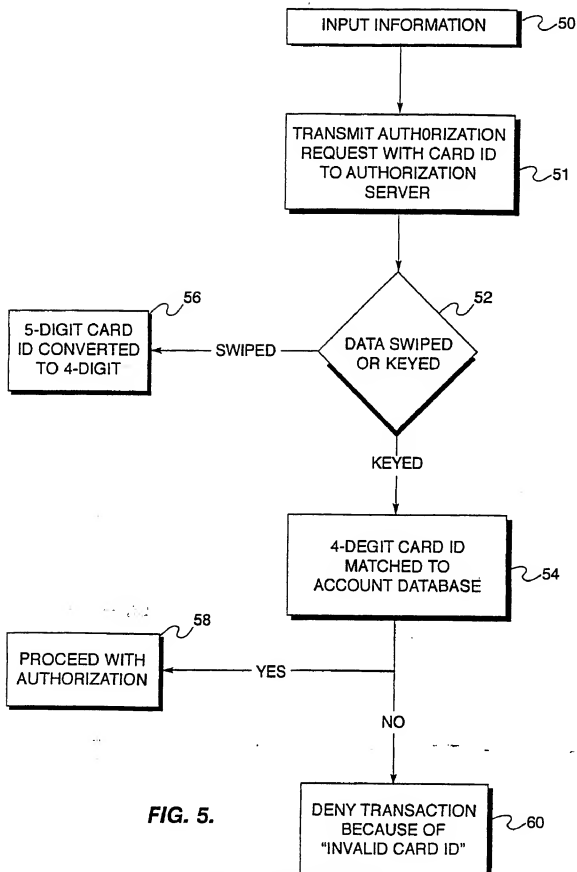 INPUT INFORMATION
50
TRANSMIT AUTH0RIZATION
REQUEST WITH CARD ID
TO AUTHORIZATION
SERVER
51
52
DATA SWIPED
OR KEYED
SWIPED
56
5-DIGIT CARD
ID CONVERTED
TO 4-DIGIT
KEYED
4-DEGIT CARD ID
MATCHED TO
ACCOUNT DATABASE
54
YES
58
PROCEED WITH
AUTHORIZATION
NO
DENY TRANSACTION
BECAUSE OF
"INVALID CARD ID"
60
FIG. 5.